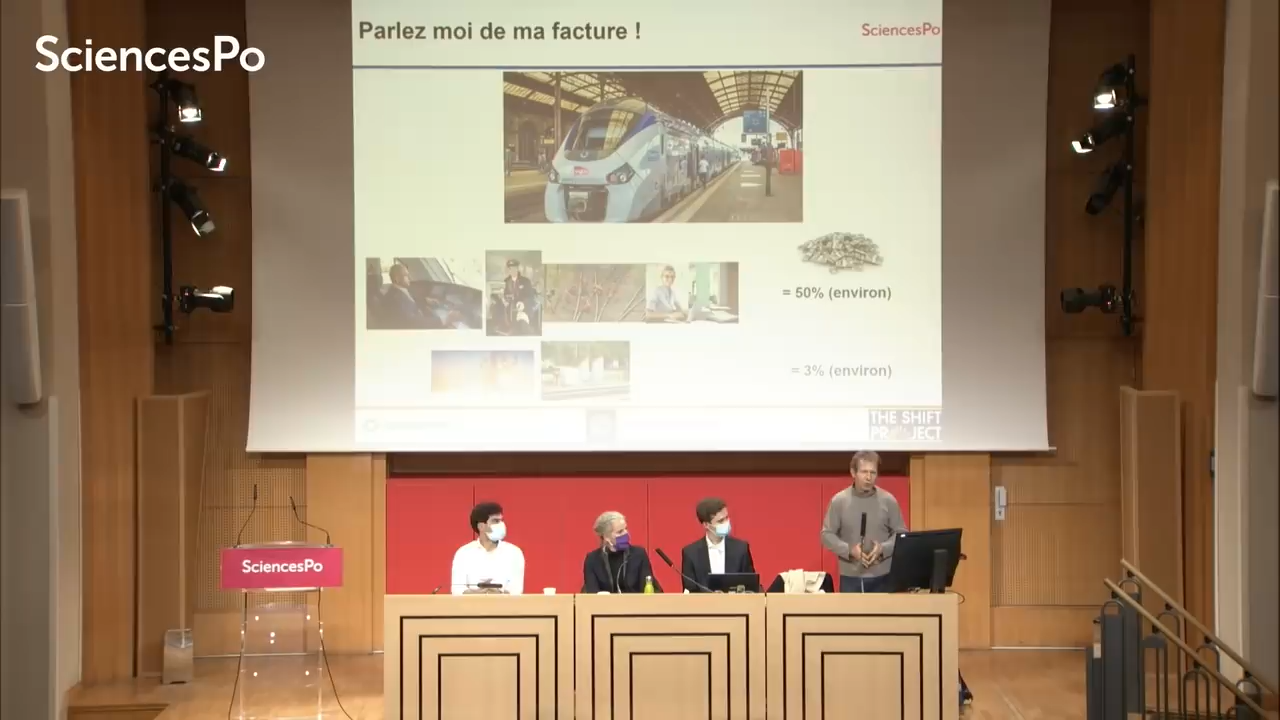 SciencesPo
Parlez moi de ma facture !
SciencesPo
= 50% (environ)
= 3% (environ)
THE SHIFT
PROJECT
SciencesPo